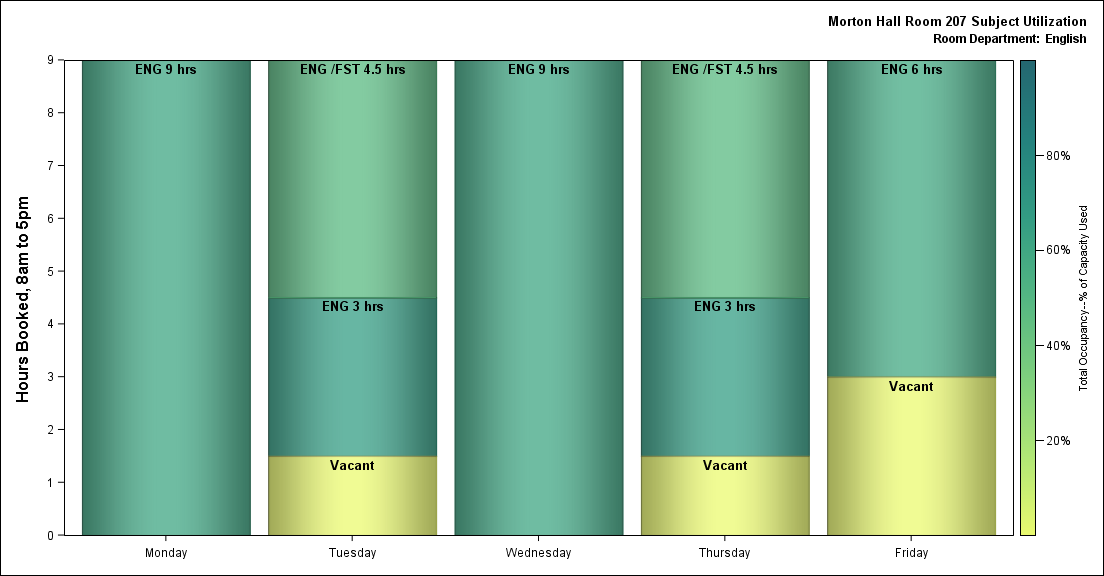 Morton Hall Room 207 Subject Utilization
Room Department: English
Hours Booked, 8am to 5pm
9
8
7
6
5
4
3
2
1
0
ENG 9 hrs
ENG /FST 4.5 hrs
ENG 3 hrs
Vacant
ENG 9 hrs
ENG /FST 4.5 hrs
ENG 3 hrs
Vacant
ENG 6 hrs
Vacant
Monday
Tuesday
Wednesday
Thursday
Friday
80%
60%
40%
20%
Total Occupancy--% of Capacity Used